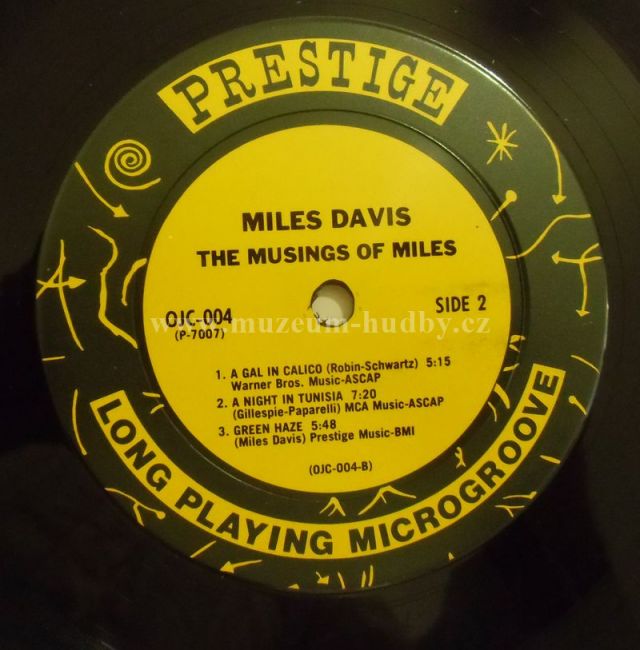 PRESTIGE
MILES DAVIS
THE MUSINGS OF MILES
OJC-004
(P-7007)
SIDE 2
www.muzeum-hudby.cz
1. A GAL IN CALICO (Robin-Schwartz) 5:15
Warner Bros. Music-ASCAP
2. A NIGHT IN TUNISIA 7:20
(Gillespie-Paparelli) MCA Music-ASCAP
3. GREEN HAZE 5:48
(Miles Davis) Prestige Music-BMI
(OJC-004-B)
LONG PLAYING MICROGROOVE